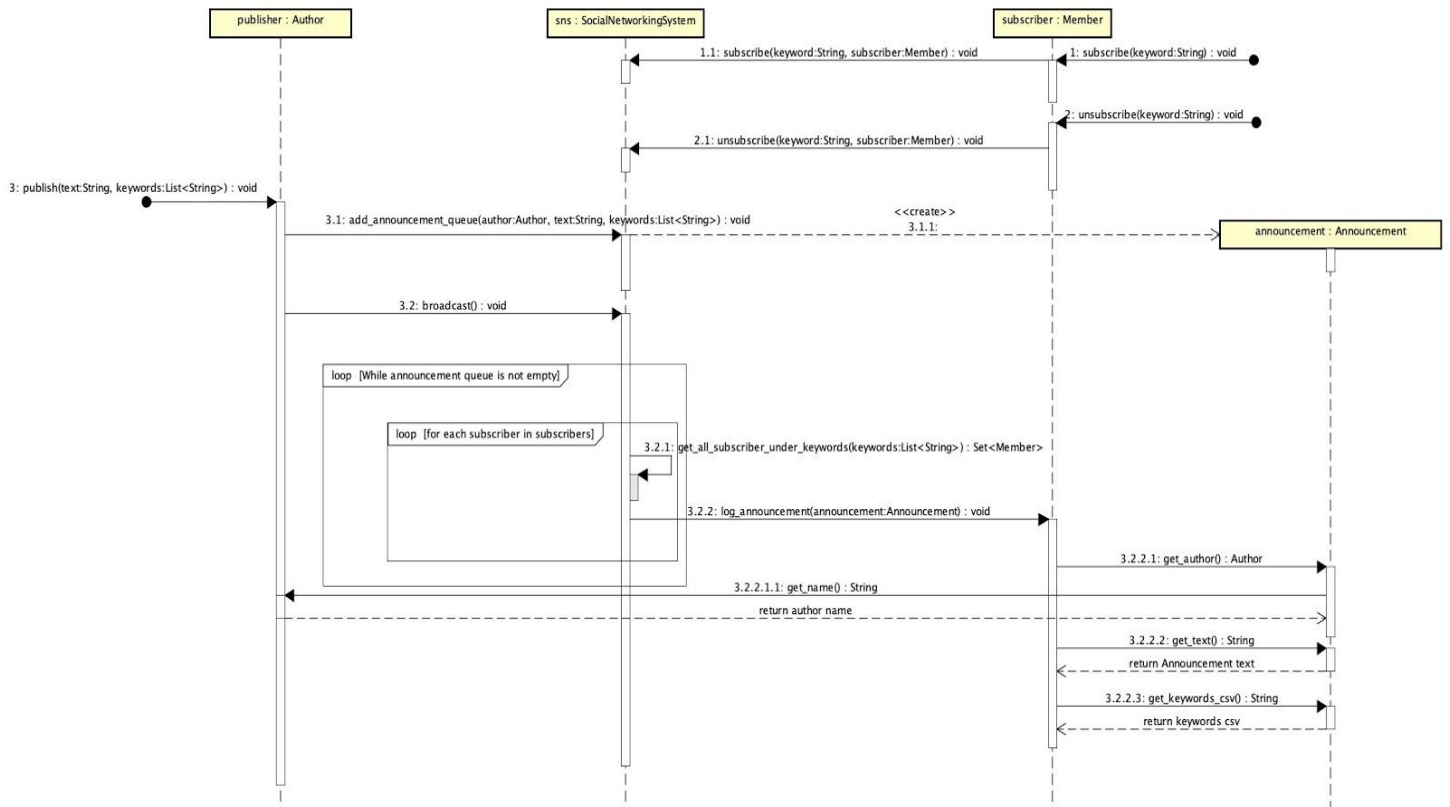 publisher : Author
sns : SocialNetworkingSystem
subscriber : Member
1.1: subscribe(keyword:String, subscriber:Member) : void
1: subscribe(keyword:String) : void
2: unsubscribe(keyword:String) : void
2.1: unsubscribe(keyword:String, subscriber:Member) : void
3: publish(text:String, keywords:List<String>) : void
3.1: add_announcement_queue(author:Author, text:String, keywords:List<String>) : void
<<create>>
3.1.1:
announcement : Announcement
3.2: broadcast() : void
loop [While announcement queue is not empty]
loop [for each subscriber in subscribers]
3.2.1: get_all_subscriber_under_keywords(keywords:List<String>) : Set<Member>
3.2.2: log_announcement(announcement:Announcement) : void
3.2.2.1: get_author() : Author
3.2.2.1.1: get_name() : String
return author name
3.2.2.2: get_text() : String
return Announcement text
3.2.2.3: get_keywords_csv() : String
return keywords csv